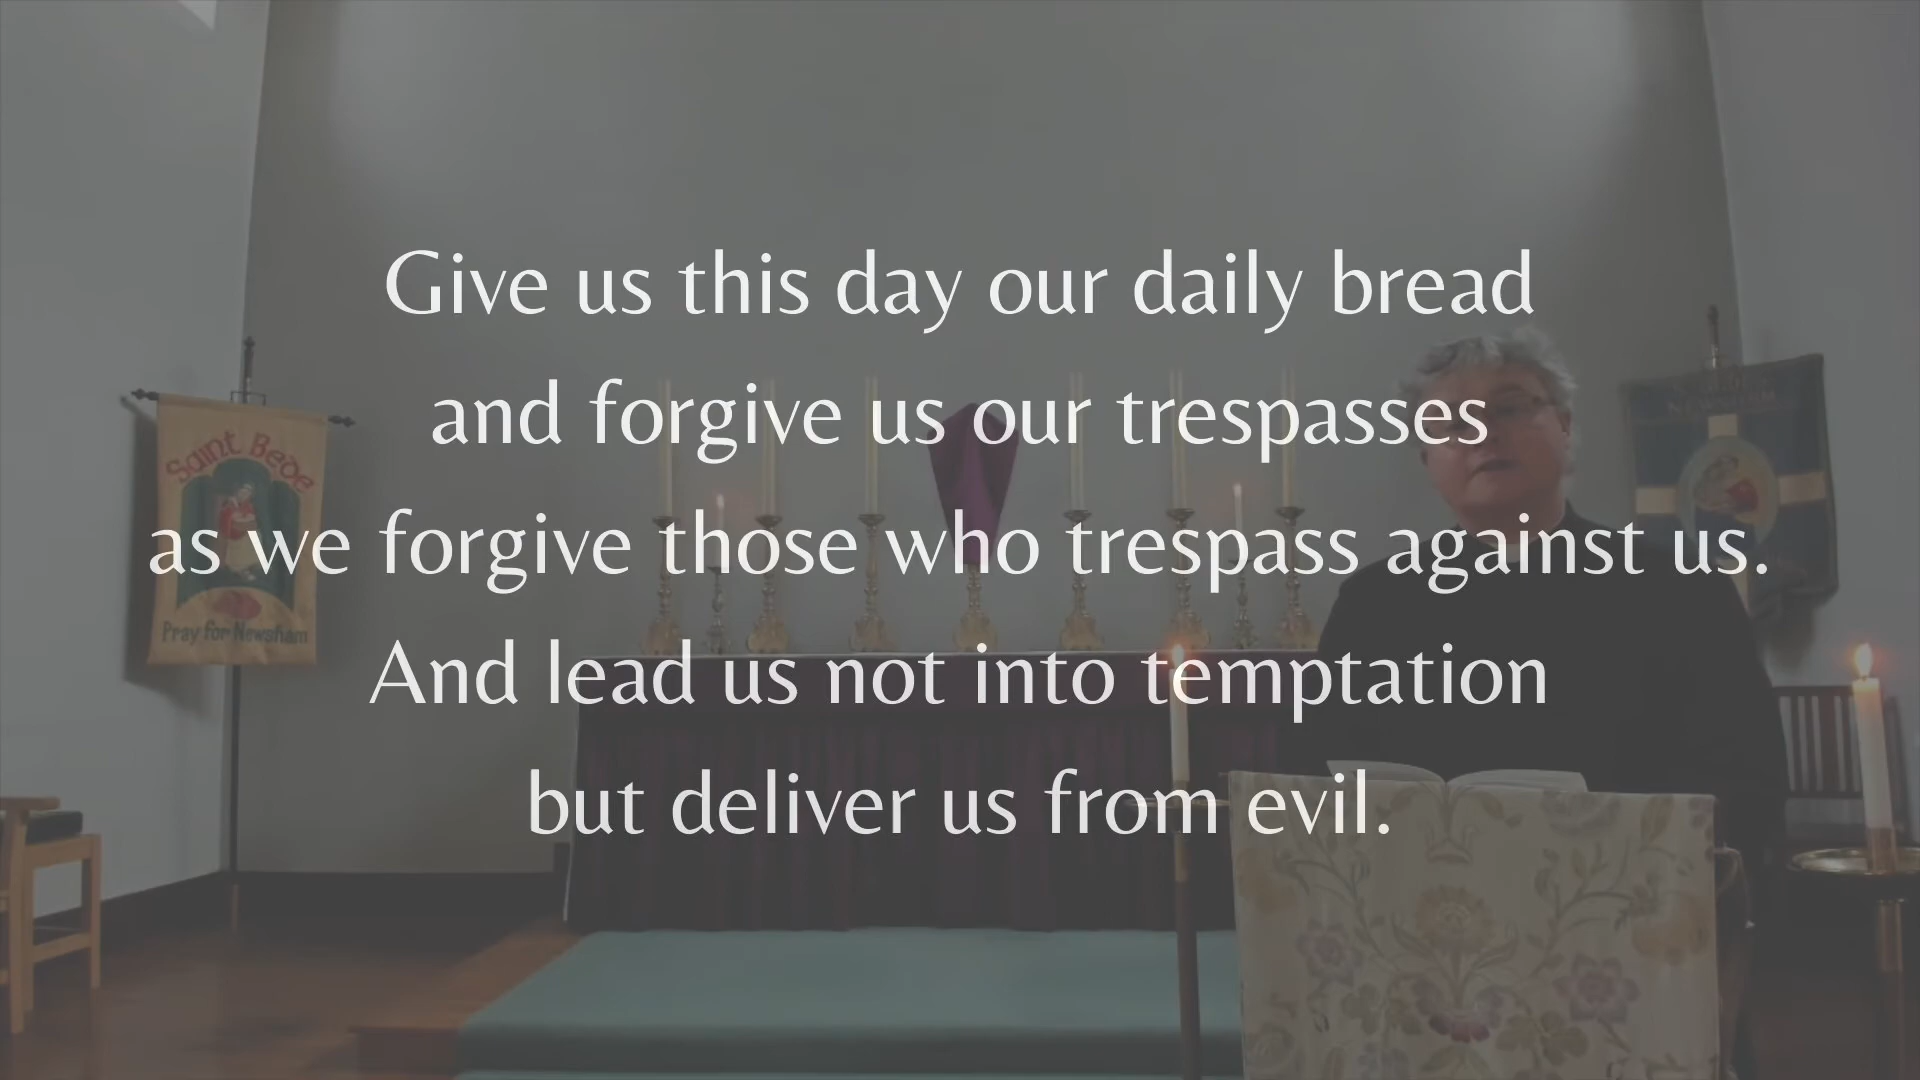 Give us this day our daily bread
and forgive us our trespasses
as we forgive those who trespass against us.
And lead us not into temptation
but deliver us from evil.
Saint Bede
Pray for Newsham